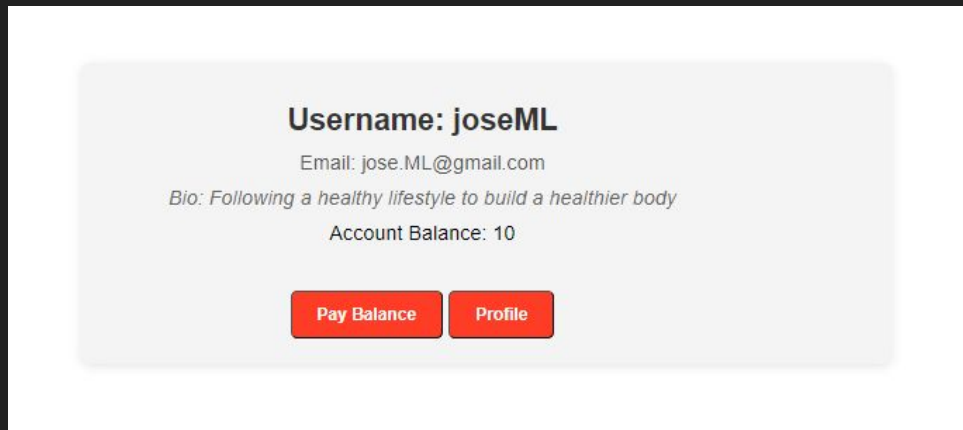 Username: joseML
Email: jose.ML@gmail.com
Bio: Following a healthy lifestyle to build a healthier body
Account Balance: 10
Pay Balance Profile